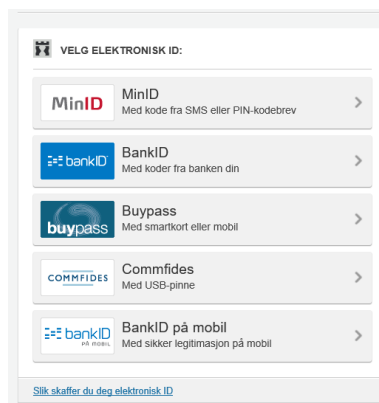 VELG ELEKTRONISK ID:
MinID
MinID
Med kode fra SMS eller PIN-kodebrev
bankID
BankID
Med koder fra banken din
buypass
Buypass
Med smartkort eller mobil
COMMFIDES
Commfides
Med USB-pinne
bankID
PÅ MOBIL
BankID på mobil
Med sikker legitimasjon på mobil
Slik skaffer du deg elektronisk ID